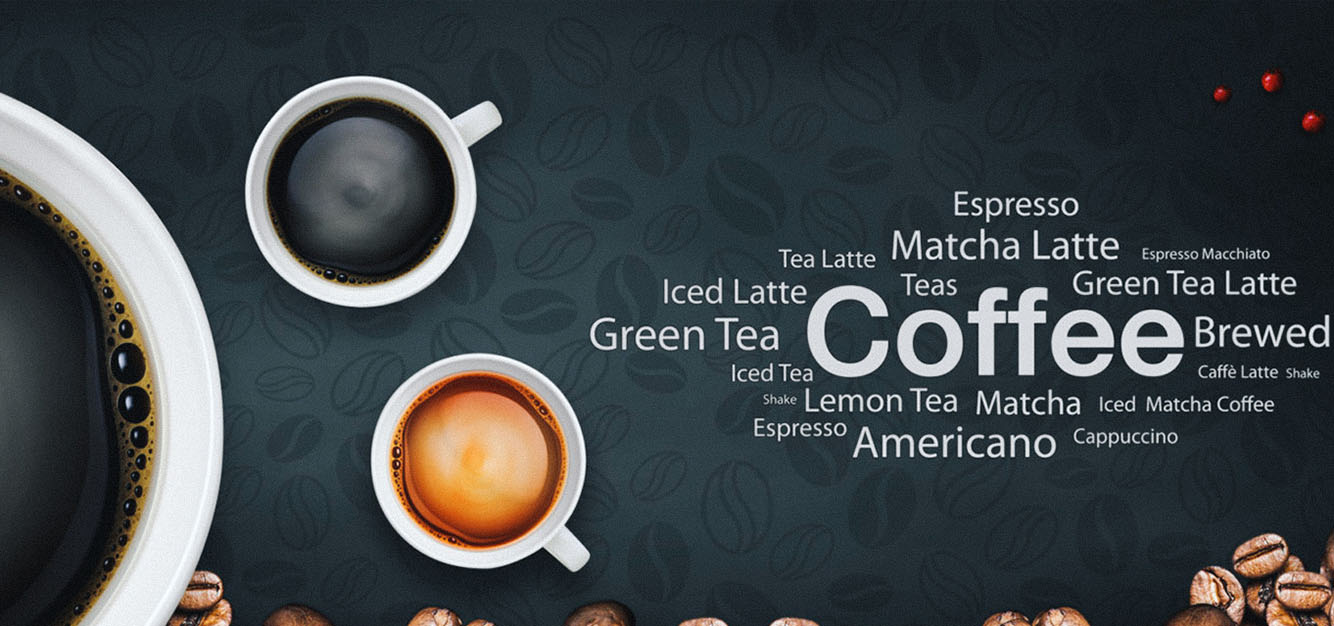 Espresso
Matcha Latte
Tea Latte
Espresso Macchiato
Iced Latte
Teas
Green Tea Latte
Green Tea
Coffee
Brewed
Iced Tea
Caffè Latte
Shake
Shake
Lemon Tea
Matcha
Iced
Matcha Coffee
Espresso
Americano
Cappuccino